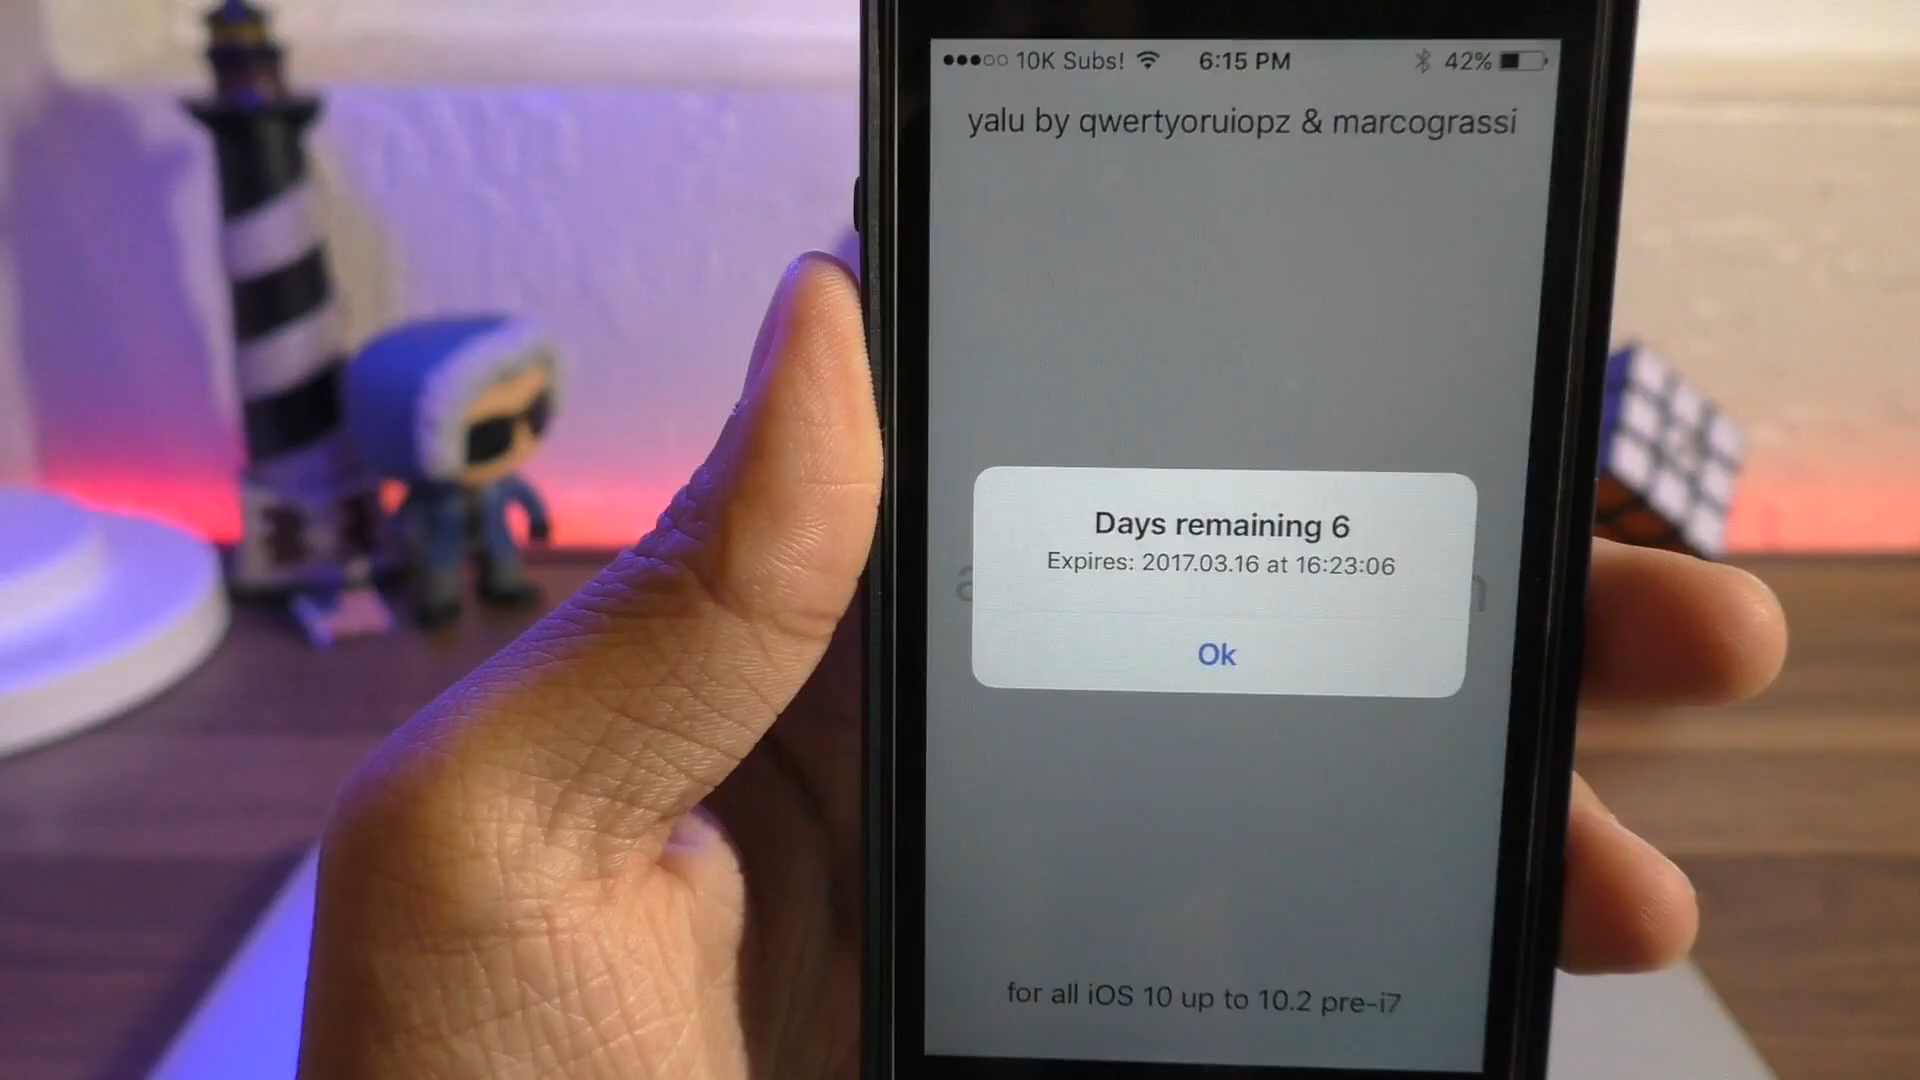 10K Subs! 6:15 PM 42%
yalu by qwertyoruiopz & marcograssi
Days remaining 6
Expires: 2017.03.16 at 16:23:06
Ok
for all iOS 10 up to 10.2 pre-i7